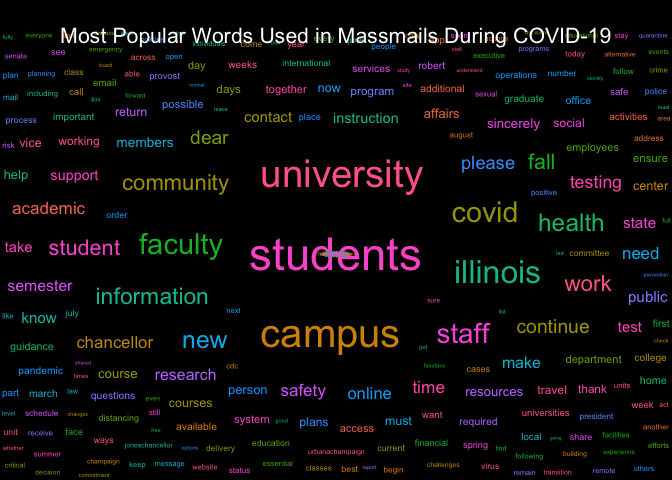 Most Popular Words Used in Massmails During COVID-19
fully everyone individuals come year people stay quarantine
senate see emergency across open services study robert visit executive programs today alternative events
plan planning class board able provost day weeks international understand operations number identify follow crime
mail including call email normal days together now program site additional sexual graduate office safe police
illini forward possible leave contact place instruction affairs sincerely social activities least area
process important return august address
risk vice working members dear employees ensure
help support community university please fall testing center
academic order positive
students covid health state full
take student faculty led committee need
semester information illinois work prevention public
like know july next sure list
guidance chancellor new campus staff continue test first
get check
pandemic shared times course research cdc faceface cases make department college
part march law questions courses person safety online time resources travel thank units home
level schedule changes distancing even still available system good plans must want required universities president week act
unit receive face free access another
whether ways joneschancellor options delivery education urbanachampaign current financial spring find local going share facilities efforts
summer following building experience
critical champaign keep message website status essential classes best report begin challenges virus remain transition remote others
decision commitment